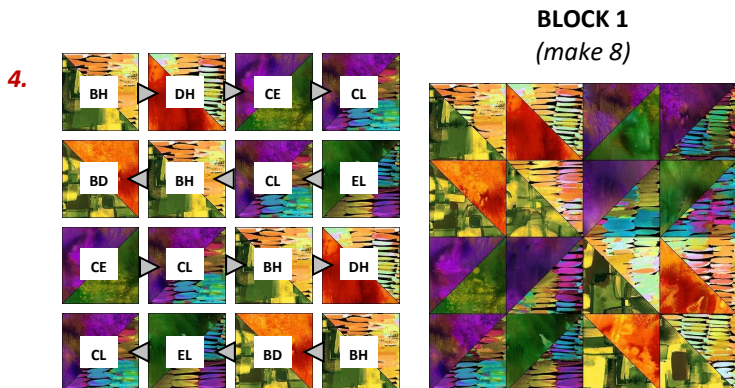 BLOCK 1
(make 8)
4.
BH DH CE CL
BD BH CL EL
CE CL BH DH
CL EL BD BH